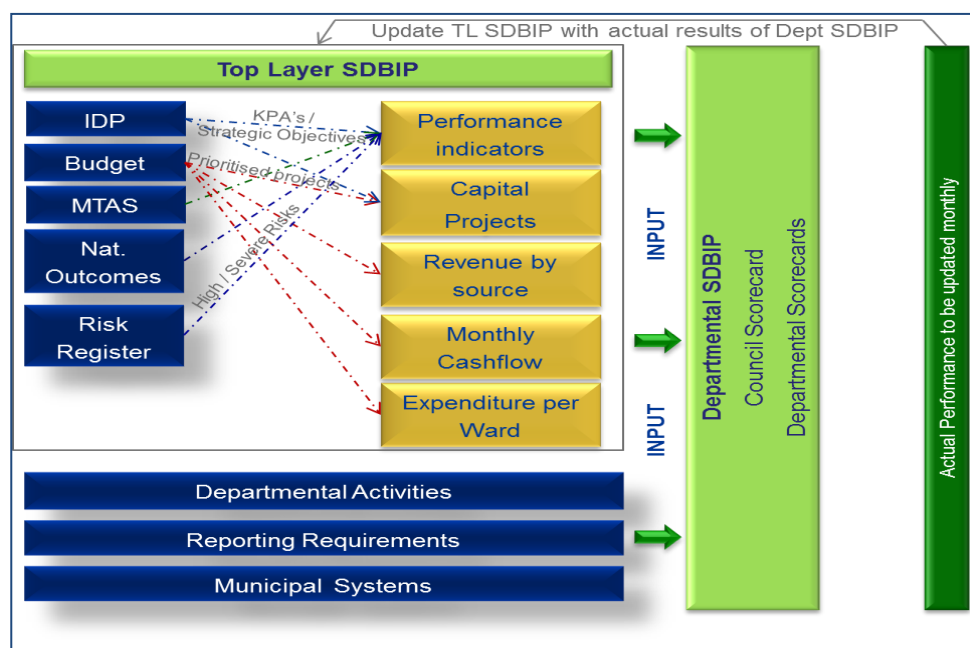 Update TL SDBIP with actual results of Dept SDBIP
Top Layer SDBIP
IDP
Budget
MTAS
Nat.
Outcomes
Risk
Register
KPA's /
Strategic Objectives
Prioritised projects
High / Severe Risks
Performance
indicators
Capital
Projects
Revenue by
source
Monthly
Cashflow
Expenditure per
Ward
INPUT
INPUT
Departmental SDBIP
Council Scorecard
Departmental Scorecards
Actual Performance to be updated monthly
Departmental Activities
Reporting Requirements
Municipal Systems